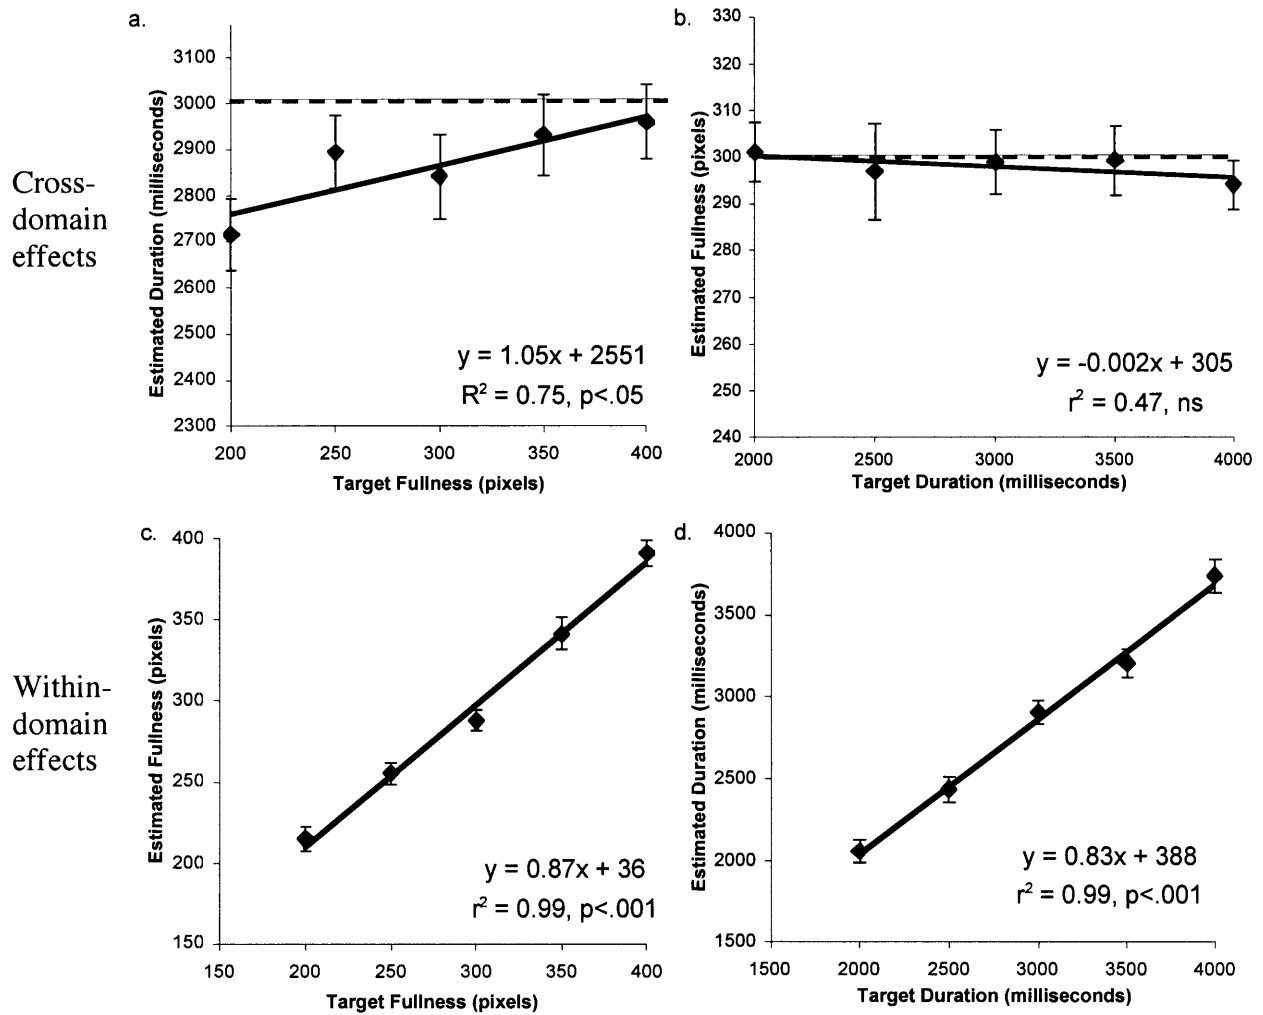 a.
Cross-
domain
effects
Estimated Duration (milliseconds)
3100
3000
2900
2800
2700
2600
2500
2400
2300
y = 1.05x + 2551
R² = 0.75, p<.05
200 250 300 350 400
Target Fullness (pixels)
b.
Estimated Fullness (pixels)
330
320
310
300
290
280
270
260
250
240
y = -0.002x + 305
r² = 0.47, ns
2000 2500 3000 3500 4000
Target Duration (milliseconds)
Within-
domain
effects
c.
Estimated Fullness (pixels)
400
350
300
250
200
150
y = 0.87x + 36
r² = 0.99, p<.001
150 200 250 300 350 400
Target Fullness (pixels)
d.
Estimated Duration (milliseconds)
4000
3500
3000
2500
2000
1500
y = 0.83x + 388
r² = 0.99, p<.001
1500 2000 2500 3000 3500 4000
Target Duration (milliseconds)